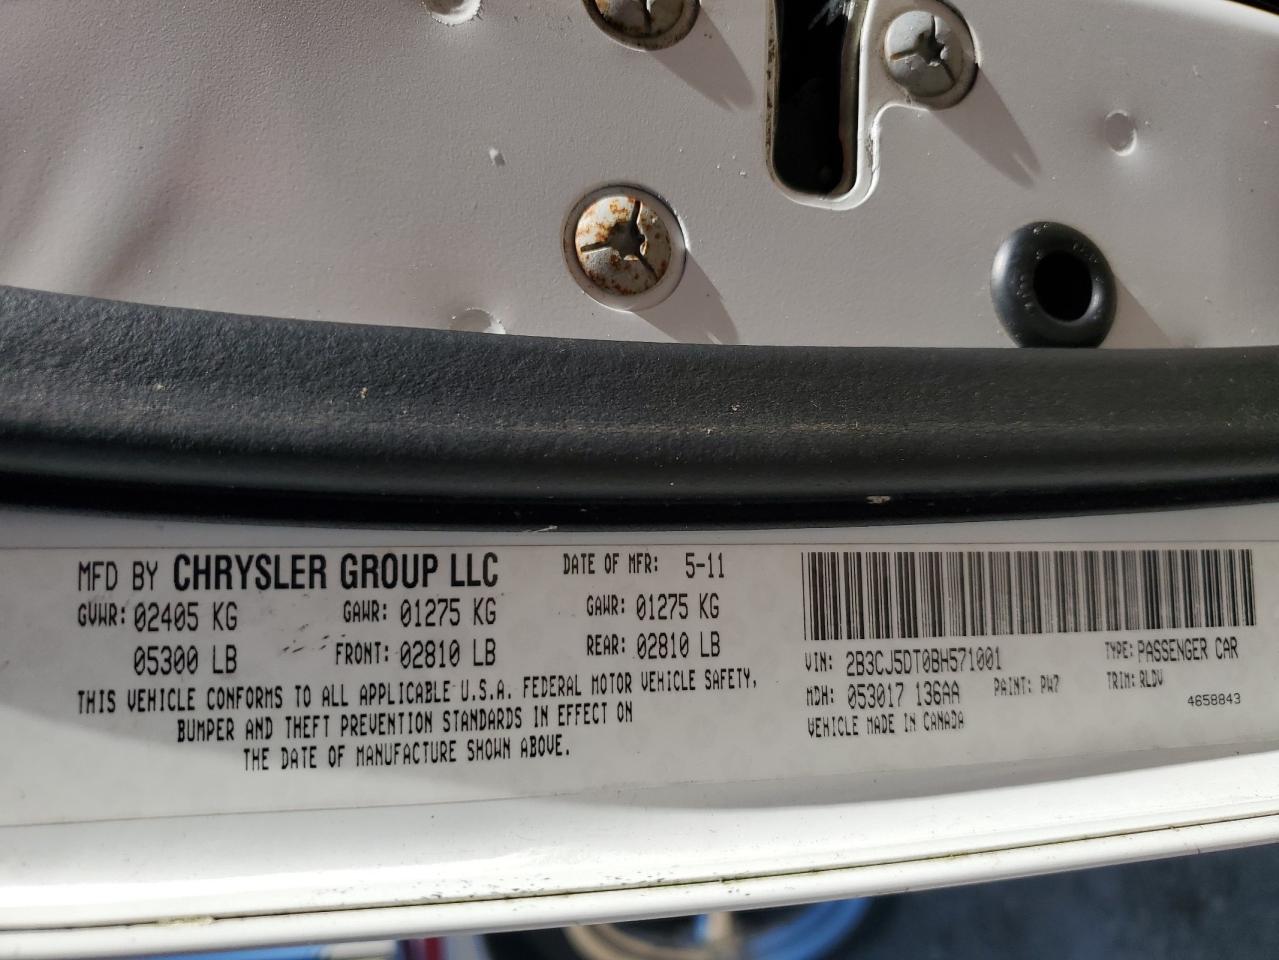 MFD BY CHRYSLER GROUP LLC DATE OF MFR: 5-11
GVWR: 02405 KG GAWR: 01275 KG GAWR: 01275 KG
05300 LB FRONT: 02810 LB REAR: 02810 LB
THIS VEHICLE CONFORMS TO ALL APPLICABLE U.S.A. FEDERAL MOTOR VEHICLE SAFETY,
BUMPER AND THEFT PREVENTION STANDARDS IN EFFECT ON
THE DATE OF MANUFACTURE SHOWN ABOVE.
VIN: 2B3CJ5DT0BH571001 TYPE: PASSENGER CAR
MDH: 053017 136AA PAINT: PW7 TRIM: RLDV
VEHICLE MADE IN CANADA 4658843